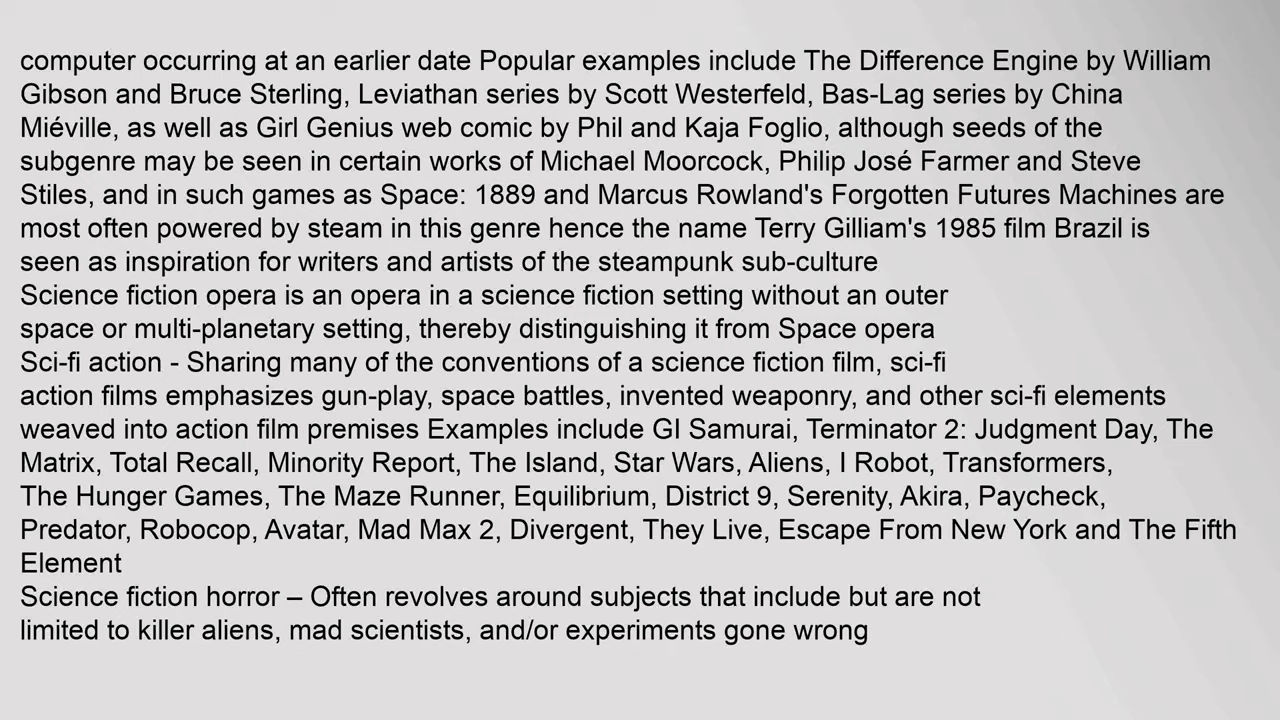 computer occurring at an earlier date Popular examples include The Difference Engine by William
Gibson and Bruce Sterling, Leviathan series by Scott Westerfeld, Bas-Lag series by China
Miéville, as well as Girl Genius web comic by Phil and Kaja Foglio, although seeds of the
subgenre may be seen in certain works of Michael Moorcock, Philip José Farmer and Steve
Stiles, and in such games as Space: 1889 and Marcus Rowland's Forgotten Futures Machines are
most often powered by steam in this genre hence the name Terry Gilliam's 1985 film Brazil is
seen as inspiration for writers and artists of the steampunk sub-culture
Science fiction opera is an opera in a science fiction setting without an outer
space or multi-planetary setting, thereby distinguishing it from Space opera
Sci-fi action - Sharing many of the conventions of a science fiction film, sci-fi
action films emphasizes gun-play, space battles, invented weaponry, and other sci-fi elements
weaved into action film premises Examples include GI Samurai, Terminator 2: Judgment Day, The
Matrix, Total Recall, Minority Report, The Island, Star Wars, Aliens, I Robot, Transformers,
The Hunger Games, The Maze Runner, Equilibrium, District 9, Serenity, Akira, Paycheck,
Predator, Robocop, Avatar, Mad Max 2, Divergent, They Live, Escape From New York and The Fifth
Element
Science fiction horror – Often revolves around subjects that include but are not
limited to killer aliens, mad scientists, and/or experiments gone wrong